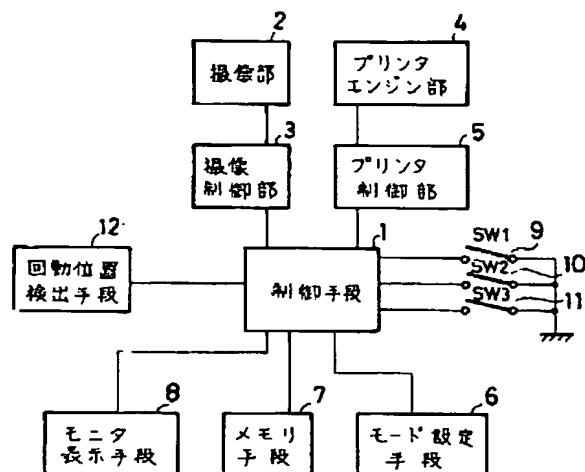 2
4
撮像部
プリンタ
エンジン部
3
5
撮像
制御部
プリンタ
制御部
12
1
SW1
9
回動位置
検出手段
制御手段
SW2
10
SW3
11
8
7
6
モニタ
表示手段
メモリ
手段
モード設定
手段